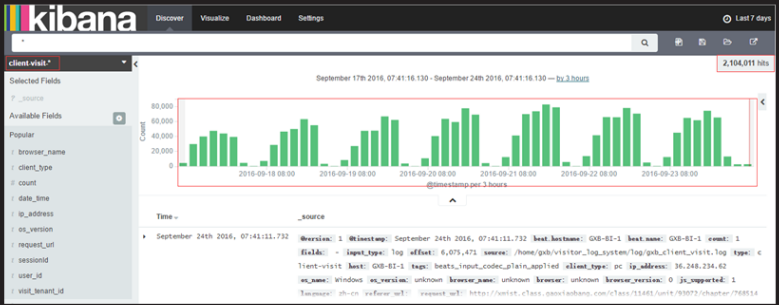 kibana
Discover Visualize Dashboard Settings
Last 7 days
*
client-visit-*
2,104,011 hits
Selected Fields
? _source
Available Fields
Popular
t browser_name
t client_type
# count
t date_time
t ip_address
t os_version
t request_url
t sessionId
t user_id
t visit_tenant_id
September 17th 2016, 07:41:16.130 - September 24th 2016, 07:41:16.130 — by 3 hours
Count
80,000
60,000
40,000
20,000
0
2016-09-18 08:00 2016-09-19 08:00 2016-09-20 08:00 2016-09-21 08:00 2016-09-22 08:00 2016-09-23 08:00
@timestamp per 3 hours
Time _source
September 24th 2016, 07:41:11.732
@version: 1 @timestamp: September 24th 2016, 07:41:11.732 beat.hostname: GXB-BI-1 beat.name: GXB-BI-1 count: 1
fields: - input_type: log offset: 6,075,471 source: /home/gxb/visitor_log_system/log/gxb_client_visit.log type: c
lient-visit host: GXB-BI-1 tags: beats_input_codec_plain_applied client_type: pc ip_address: 36.248.234.62
os_name: Windows os_version: unknown browser_name: unknown browser: unknown browser_version: 0 js_supported: 1
language: zh-cn referer_url: request_url: